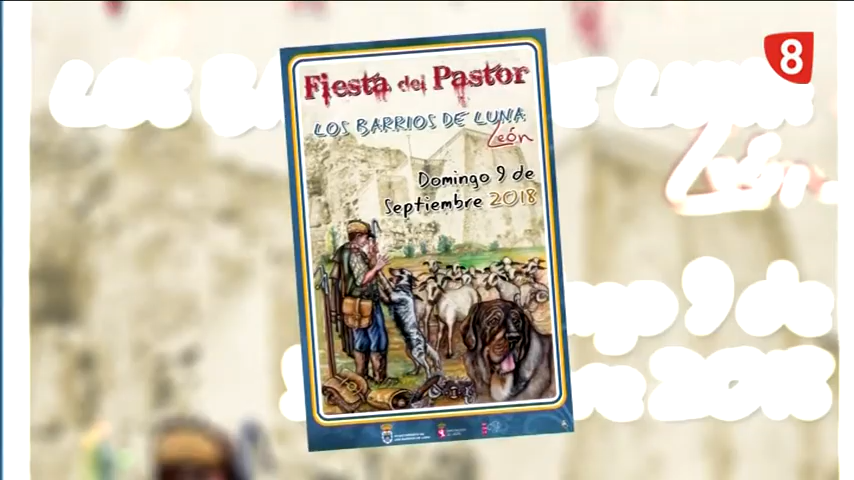 8
Fiesta del Pastor
LOS BARRIOS DE LUNA
León
Domingo 9 de
Septiembre 2018